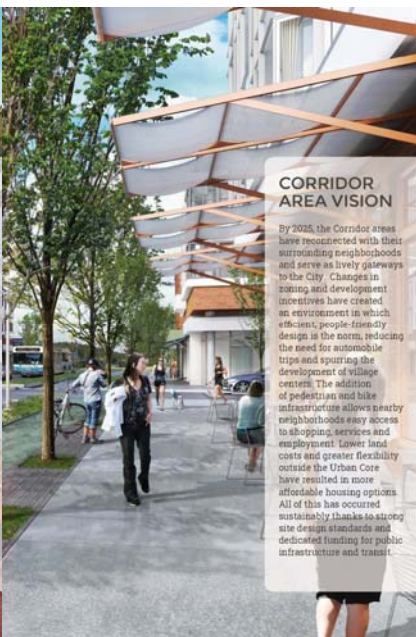 CORRIDOR
AREA VISION
By 2025, the Corridor areas
have reconnected with their
surrounding neighborhoods
and serve as lively gateways
to the City. Changes in
zoning and development
incentives have created
an environment in which
efficient, people-friendly
design is the norm, reducing
the need for automobile
trips and spurring the
development of village
centers. The addition
of pedestrian and bike
infrastructure allows nearby
neighborhoods easy access
to shopping, services and
employment. Lower land
costs and greater flexibility
outside the Urban Core
have resulted in more
affordable housing options.
All of this has occurred
sustainably thanks to strong
site design standards and
dedicated funding for public
infrastructure and transit.